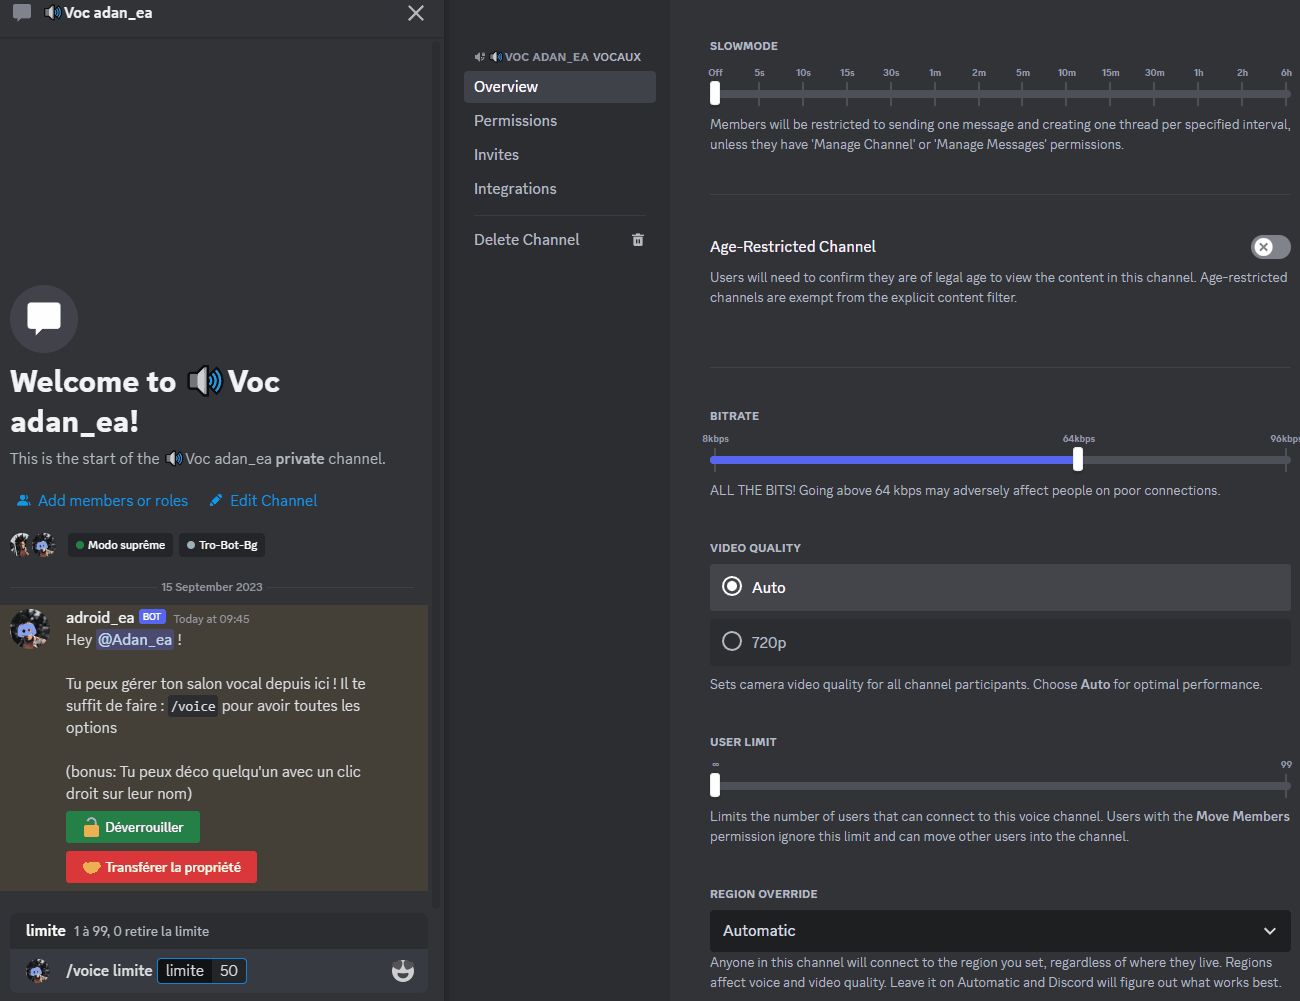 Voc adan_ea
Welcome to Voc
adan_ea!
This is the start of the Voc adan_ea private channel.
Add members or roles Edit Channel
Modo suprême Tro-Bot-Bg
15 September 2023
adroid_ea BOT Today at 09:45
Hey @Adan_ea !
Tu peux gérer ton salon vocal depuis ici ! Il te
suffit de faire : /voice pour avoir toutes les
options
(bonus: Tu peux déco quelqu'un avec un clic
droit sur leur nom)
Déverrouiller
Transférer la propriété
limite 1 à 99, 0 retire la limite
/voice limite limite 50
VOC ADAN_EA VOCAUX
Overview
Permissions
Invites
Integrations
Delete Channel
SLOWMODE
Off 5s 10s 15s 30s 1m 2m 5m 10m 15m 30m 1h 2h 6h
Members will be restricted to sending one message and creating one thread per specified interval,
unless they have 'Manage Channel' or 'Manage Messages' permissions.
Age-Restricted Channel
Users will need to confirm they are of legal age to view the content in this channel. Age-restricted
channels are exempt from the explicit content filter.
BITRATE
8kbps 64kbps 96kbps
ALL THE BITS! Going above 64 kbps may adversely affect people on poor connections.
VIDEO QUALITY
Auto
720p
Sets camera video quality for all channel participants. Choose Auto for optimal performance.
USER LIMIT
∞ 99
Limits the number of users that can connect to this voice channel. Users with the Move Members
permission ignore this limit and can move other users into the channel.
REGION OVERRIDE
Automatic
Anyone in this channel will connect to the region you set, regardless of where they live. Regions
affect voice and video quality. Leave it on Automatic and Discord will figure out what works best.